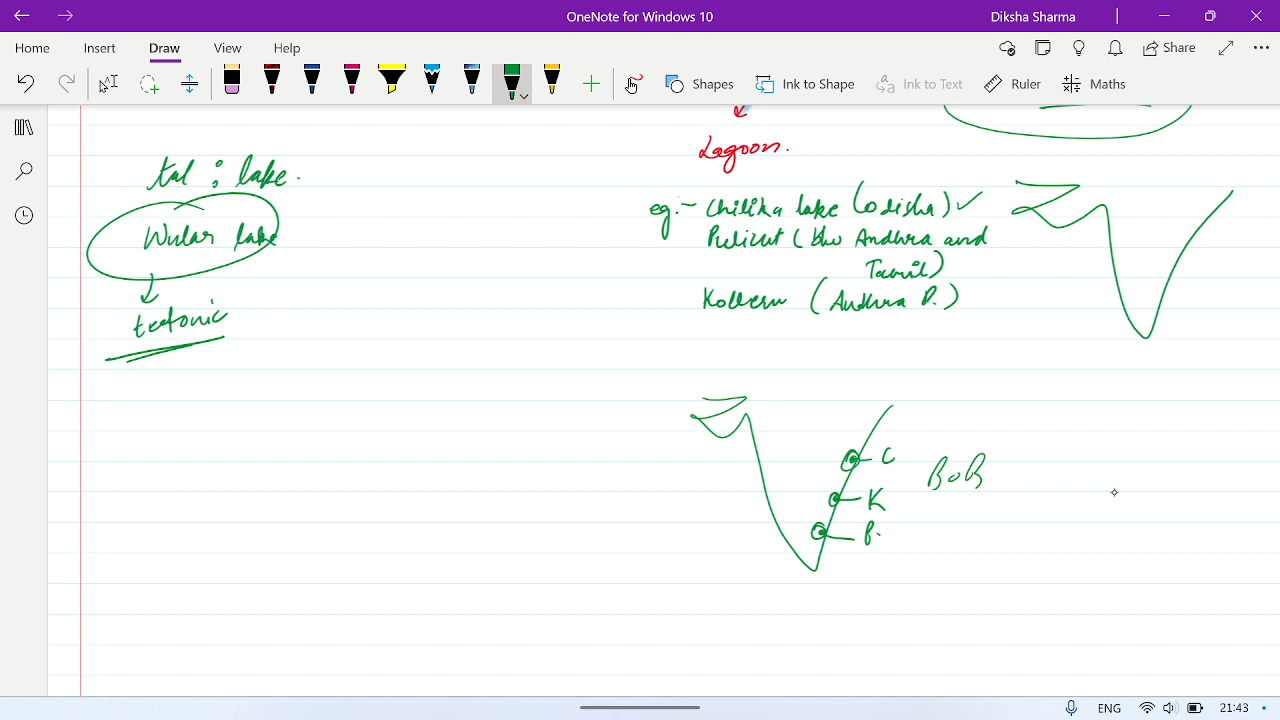 OneNote for Windows 10
Diksha Sharma
Home
Insert
Draw
View
Help
Share
Shapes
Ink to Shape
Ink to Text
Ruler
Maths
Lagoon.
tal : lake.
Wular lake
tectonic
eg:- Chilika lake (odisha) ✓
Pulicut ( b/w Andhra and
Tamil)
Kolleru (Andhra P.)
C
K
P.
BoB
ENG
21:43